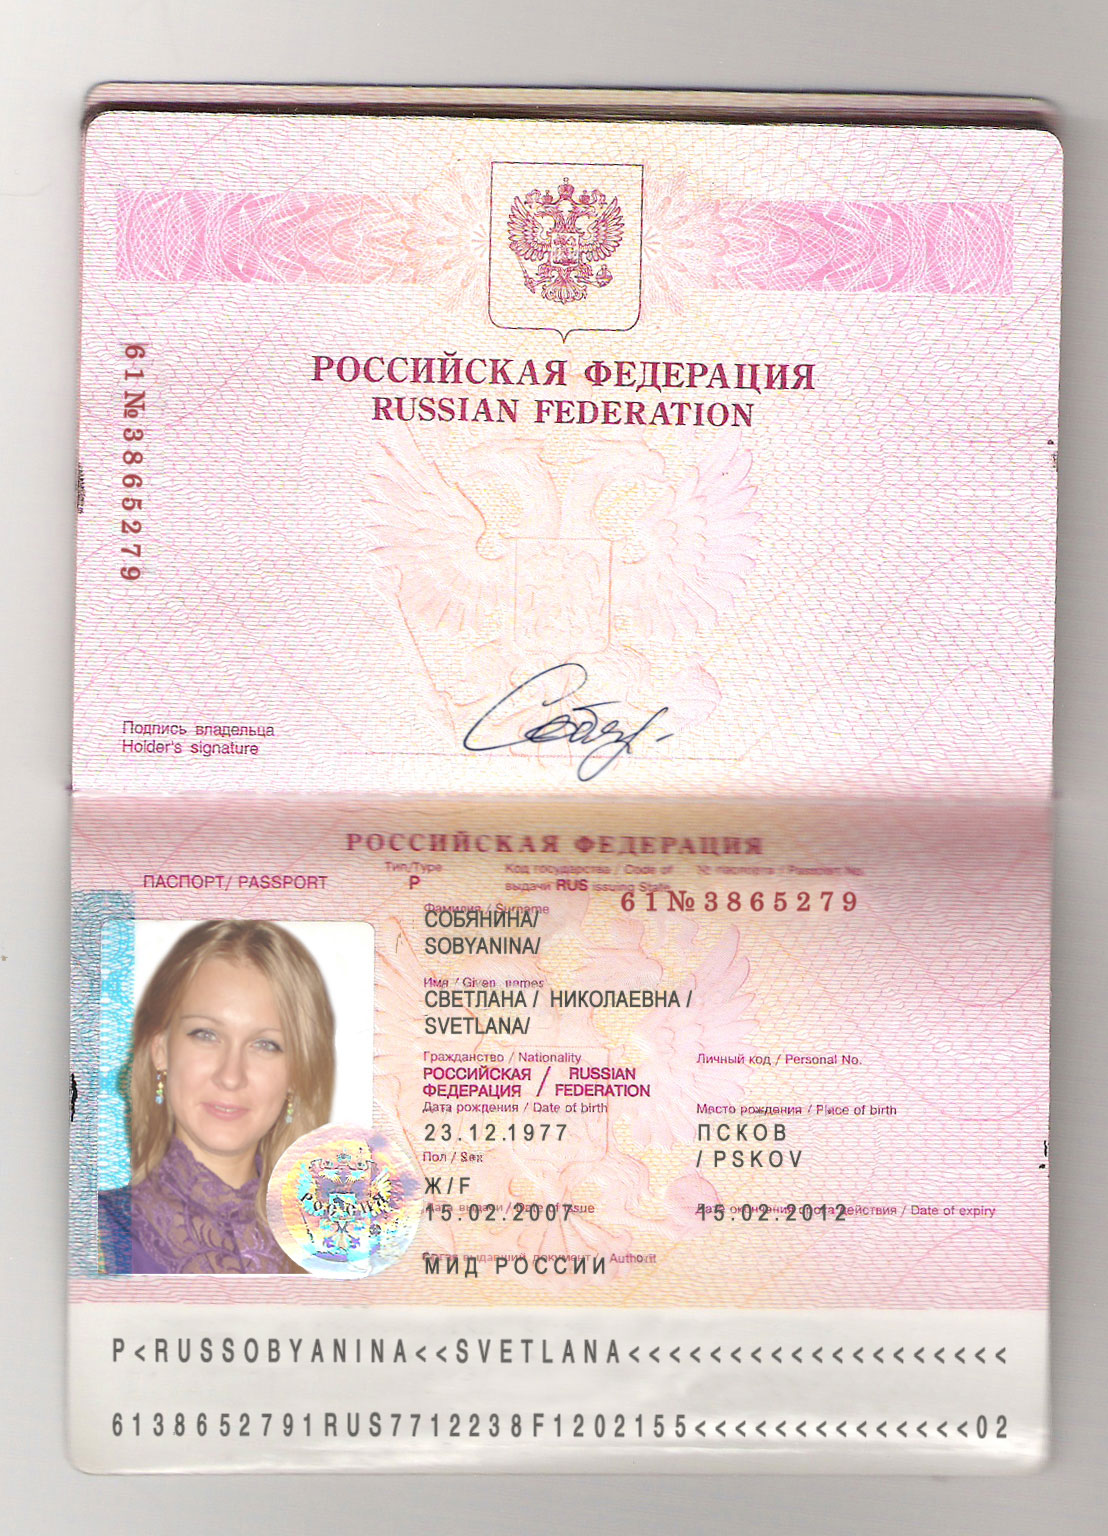 РОССИЙСКАЯ ФЕДЕРАЦИЯ
RUSSIAN FEDERATION
61№3865279
Подпись владельца
Holder's signature
РОССИЙСКАЯ ФЕДЕРАЦИЯ
ПАСПОРТ/ PASSPORT
Тип/Type
P
Код государства / Code of
выдачи RUS issuing State
№ паспорта / Passport No.
61№3865279
Фамилия / Surname
СОБЯНИНА/
SOBYANINA/
Имя / Given names
СВЕТЛАНА / НИКОЛАЕВНА /
SVETLANA/
Гражданство / Nationality
РОССИЙСКАЯ / RUSSIAN
ФЕДЕРАЦИЯ / FEDERATION
Личный код / Personal No.
Дата рождения / Date of birth
23.12.1977
Место рождения / Place of birth
ПСКОВ
/ PSKOV
Пол / Sex
Ж/F
Дата выдачи / Date of issue
15.02.2007
Дата окончания срока действия / Date of expiry
15.02.2012
Орган, выдавший документ / Authorit
МИД РОССИИ
РОССИЯ
P<RUSSOBYANINA<<SVETLANA<<<<<<<<<<<<<<<<<<<
6138652791RUS7712238F1202155<<<<<<<<<<<<<<02